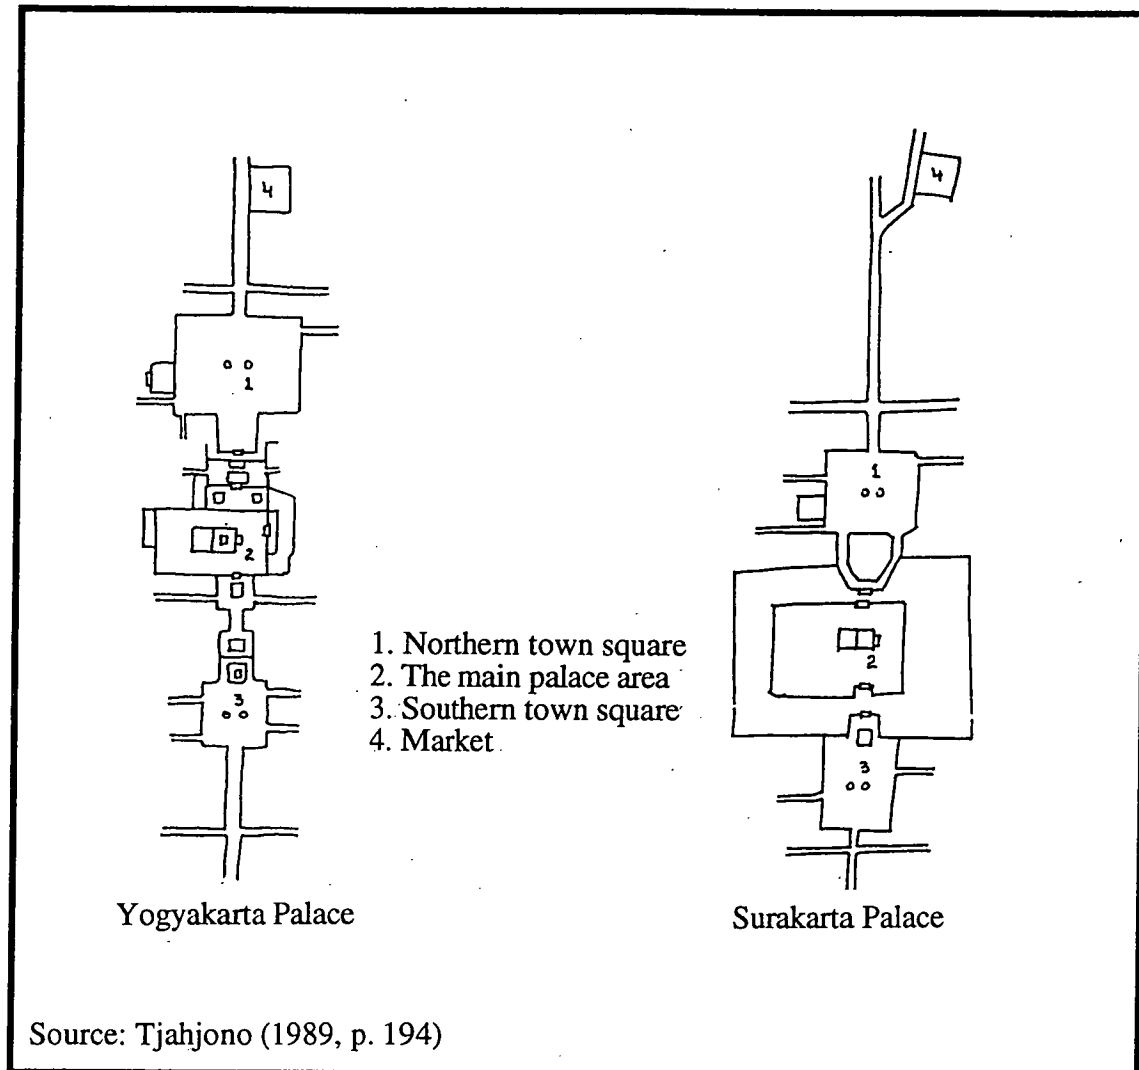 4
1
2
3
4
1
2
3
1. Northern town square
2. The main palace area
3. Southern town square
4. Market
Yogyakarta Palace
Surakarta Palace
Source: Tjahjono (1989, p. 194)